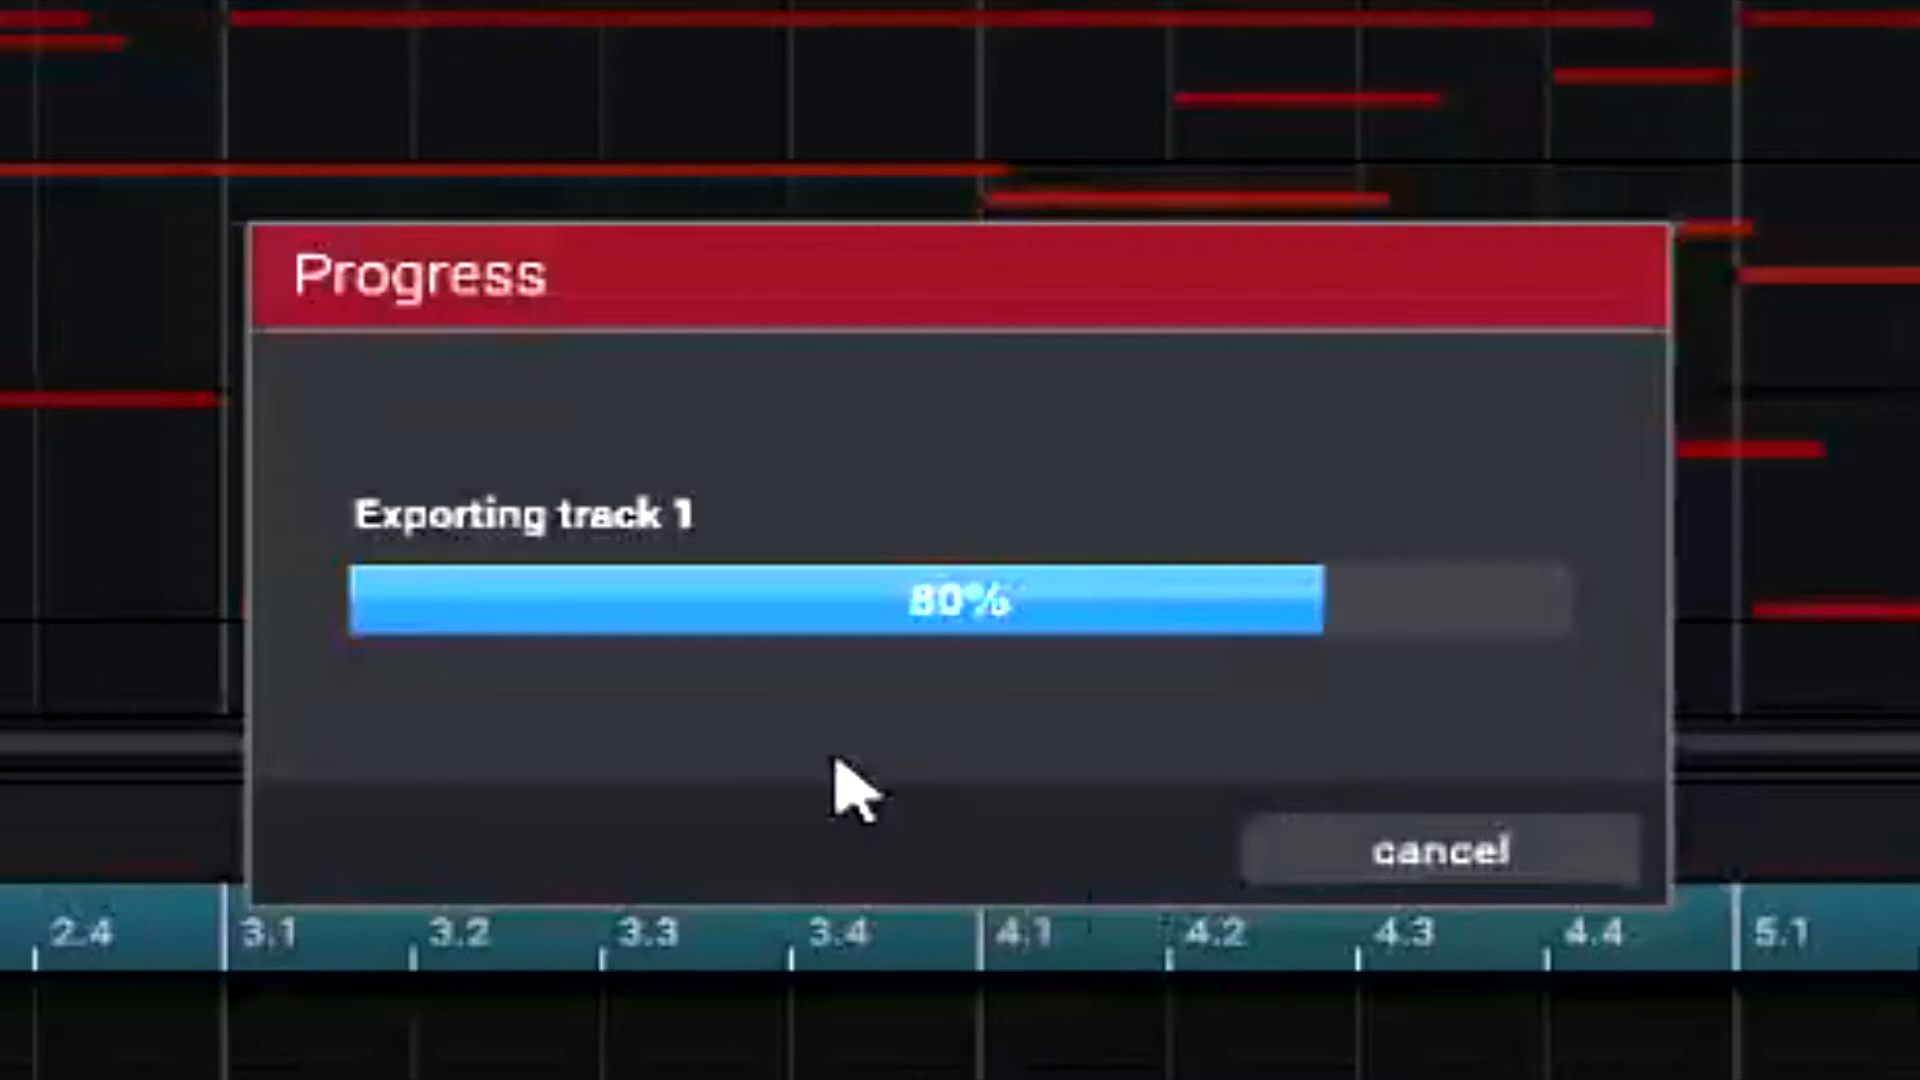 Progress
Exporting track 1
80%
cancel
2.4 3.1 3.2 3.3 3.4 4.1 4.2 4.3 4.4 5.1